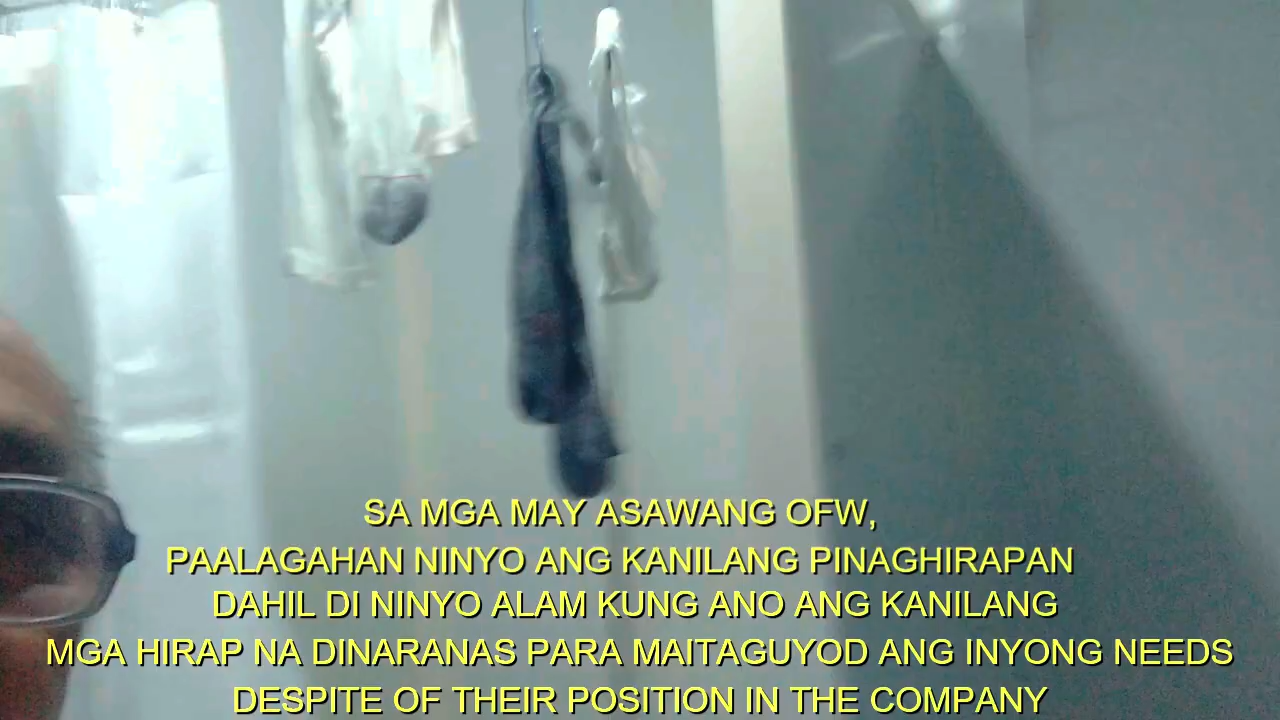 SA MGA MAY ASAWANG OFW,
PAALAGAHAN NINYO ANG KANILANG PINAGHIRAPAN
DAHIL DI NINYO ALAM KUNG ANO ANG KANILANG
MGA HIRAP NA DINARANAS PARA MAITAGUYOD ANG INYONG NEEDS
DESPITE OF THEIR POSITION IN THE COMPANY